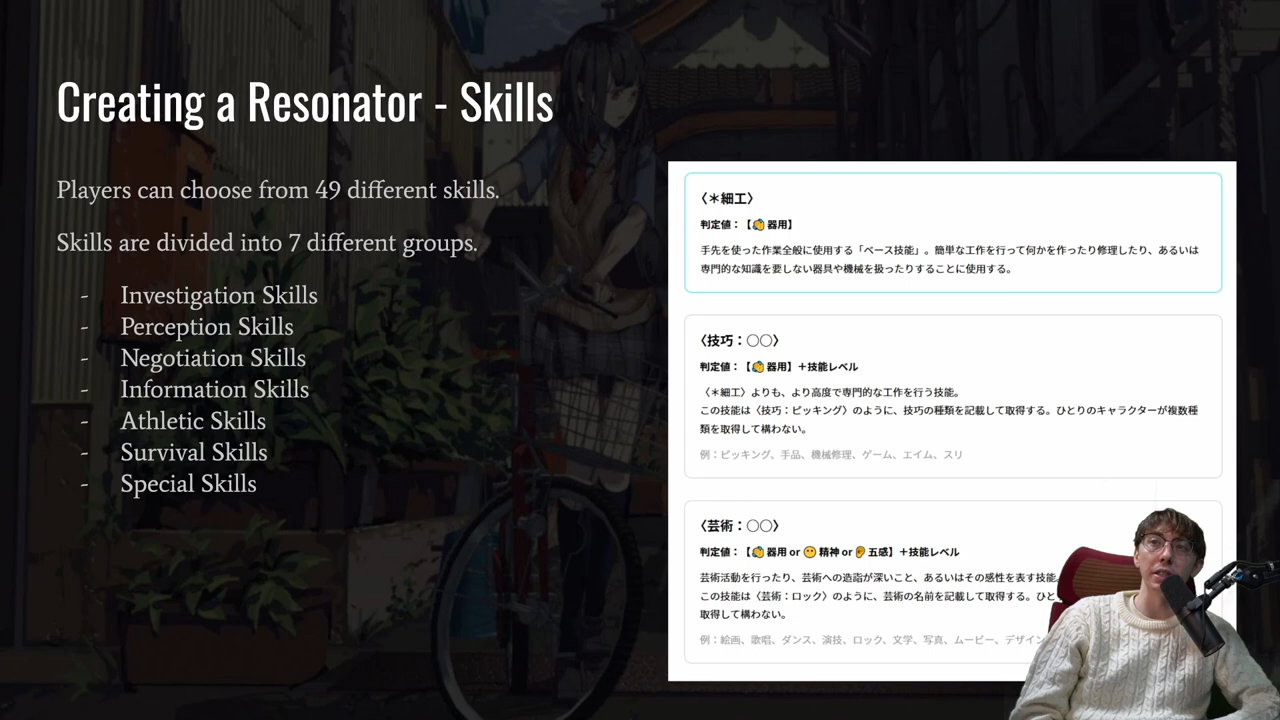 Creating a Resonator - Skills
Players can choose from 49 different skills.
Skills are divided into 7 different groups.
- Investigation Skills
- Perception Skills
- Negotiation Skills
- Information Skills
- Athletic Skills
- Survival Skills
- Special Skills
〈＊細工〉
判定値：【器用】
手先を使った作業全般に使用する「ベース技能」。簡単な工作を行って何かを作ったり修理したり、あるいは
専門的な知識を要しない器具や機械を扱ったりすることに使用する。
〈技巧：○○〉
判定値：【器用】＋技能レベル
〈＊細工〉よりも、より高度で専門的な工作を行う技能。
この技能は〈技巧：ピッキング〉のように、技巧の種類を記載して取得する。ひとりのキャラクターが複数種
類を取得して構わない。
例：ピッキング、手品、機械修理、ゲーム、エイム、スリ
〈芸術：○○〉
判定値：【器用 or 精神 or 五感】＋技能レベル
芸術活動を行ったり、芸術への造詣が深いこと、あるいはその感性を表す技能。
この技能は〈芸術：ロック〉のように、芸術の名前を記載して取得する。ひと
取得して構わない。
例：絵画、歌唱、ダンス、演技、ロック、文学、写真、ムービー、デザイン